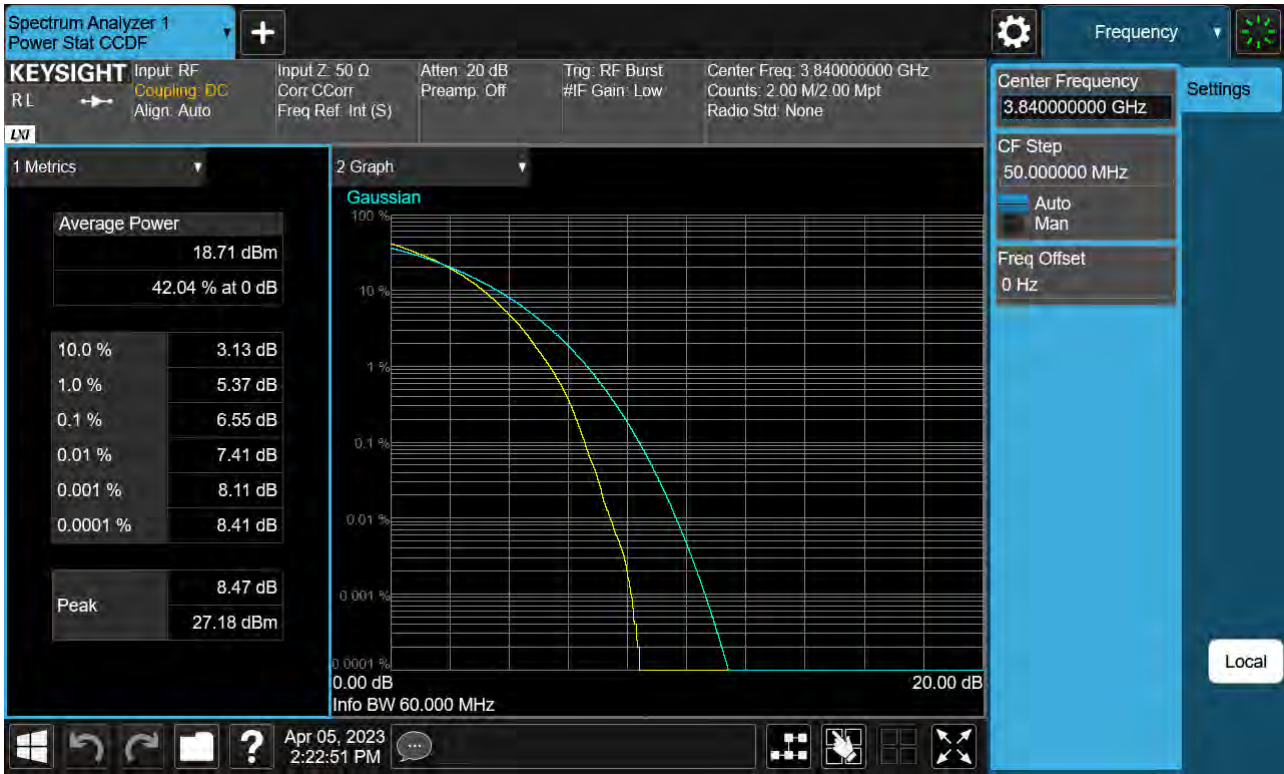 Spectrum Analyzer 1
Power Stat CCDF
+
Frequency
KEYSIGHT
RL
LXI
Input: RF
Coupling: DC
Align: Auto
Input Z: 50 Ω
Corr CCorr
Freq Ref: Int (S)
Atten: 20 dB
Preamp: Off
Trig: RF Burst
#IF Gain: Low
Center Freq: 3.840000000 GHz
Counts: 2.00 M/2.00 Mpt
Radio Std: None
Center Frequency
3.840000000 GHz
Settings
CF Step
50.000000 MHz
Auto
Man
Freq Offset
0 Hz
Local
1 Metrics
Average Power
18.71 dBm
42.04 % at 0 dB
10.0 % 3.13 dB
1.0 % 5.37 dB
0.1 % 6.55 dB
0.01 % 7.41 dB
0.001 % 8.11 dB
0.0001 % 8.41 dB
Peak
8.47 dB
27.18 dBm
2 Graph
Gaussian
100 %
10 %
1 %
0.1 %
0.01 %
0.001 %
0.0001 %
0.00 dB 20.00 dB
Info BW 60.000 MHz
?
Apr 05, 2023
2:22:51 PM